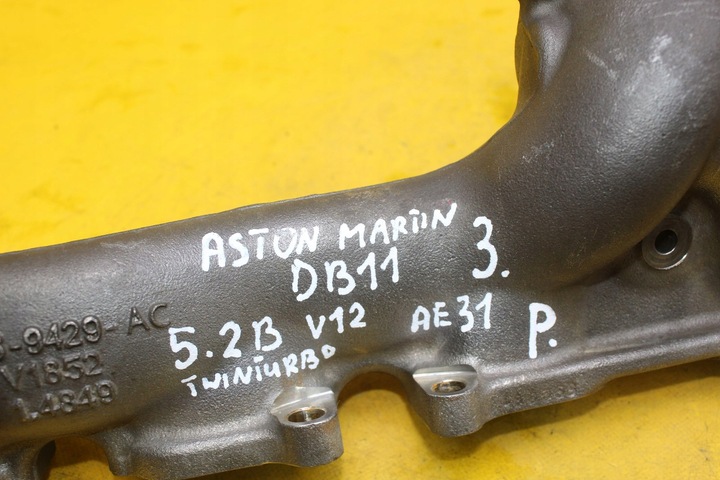 ASTON MARTIN
DB11
3.
5.2B V12 AE31 P.
TWINTURBO
-9429-AC
V1852
L4849